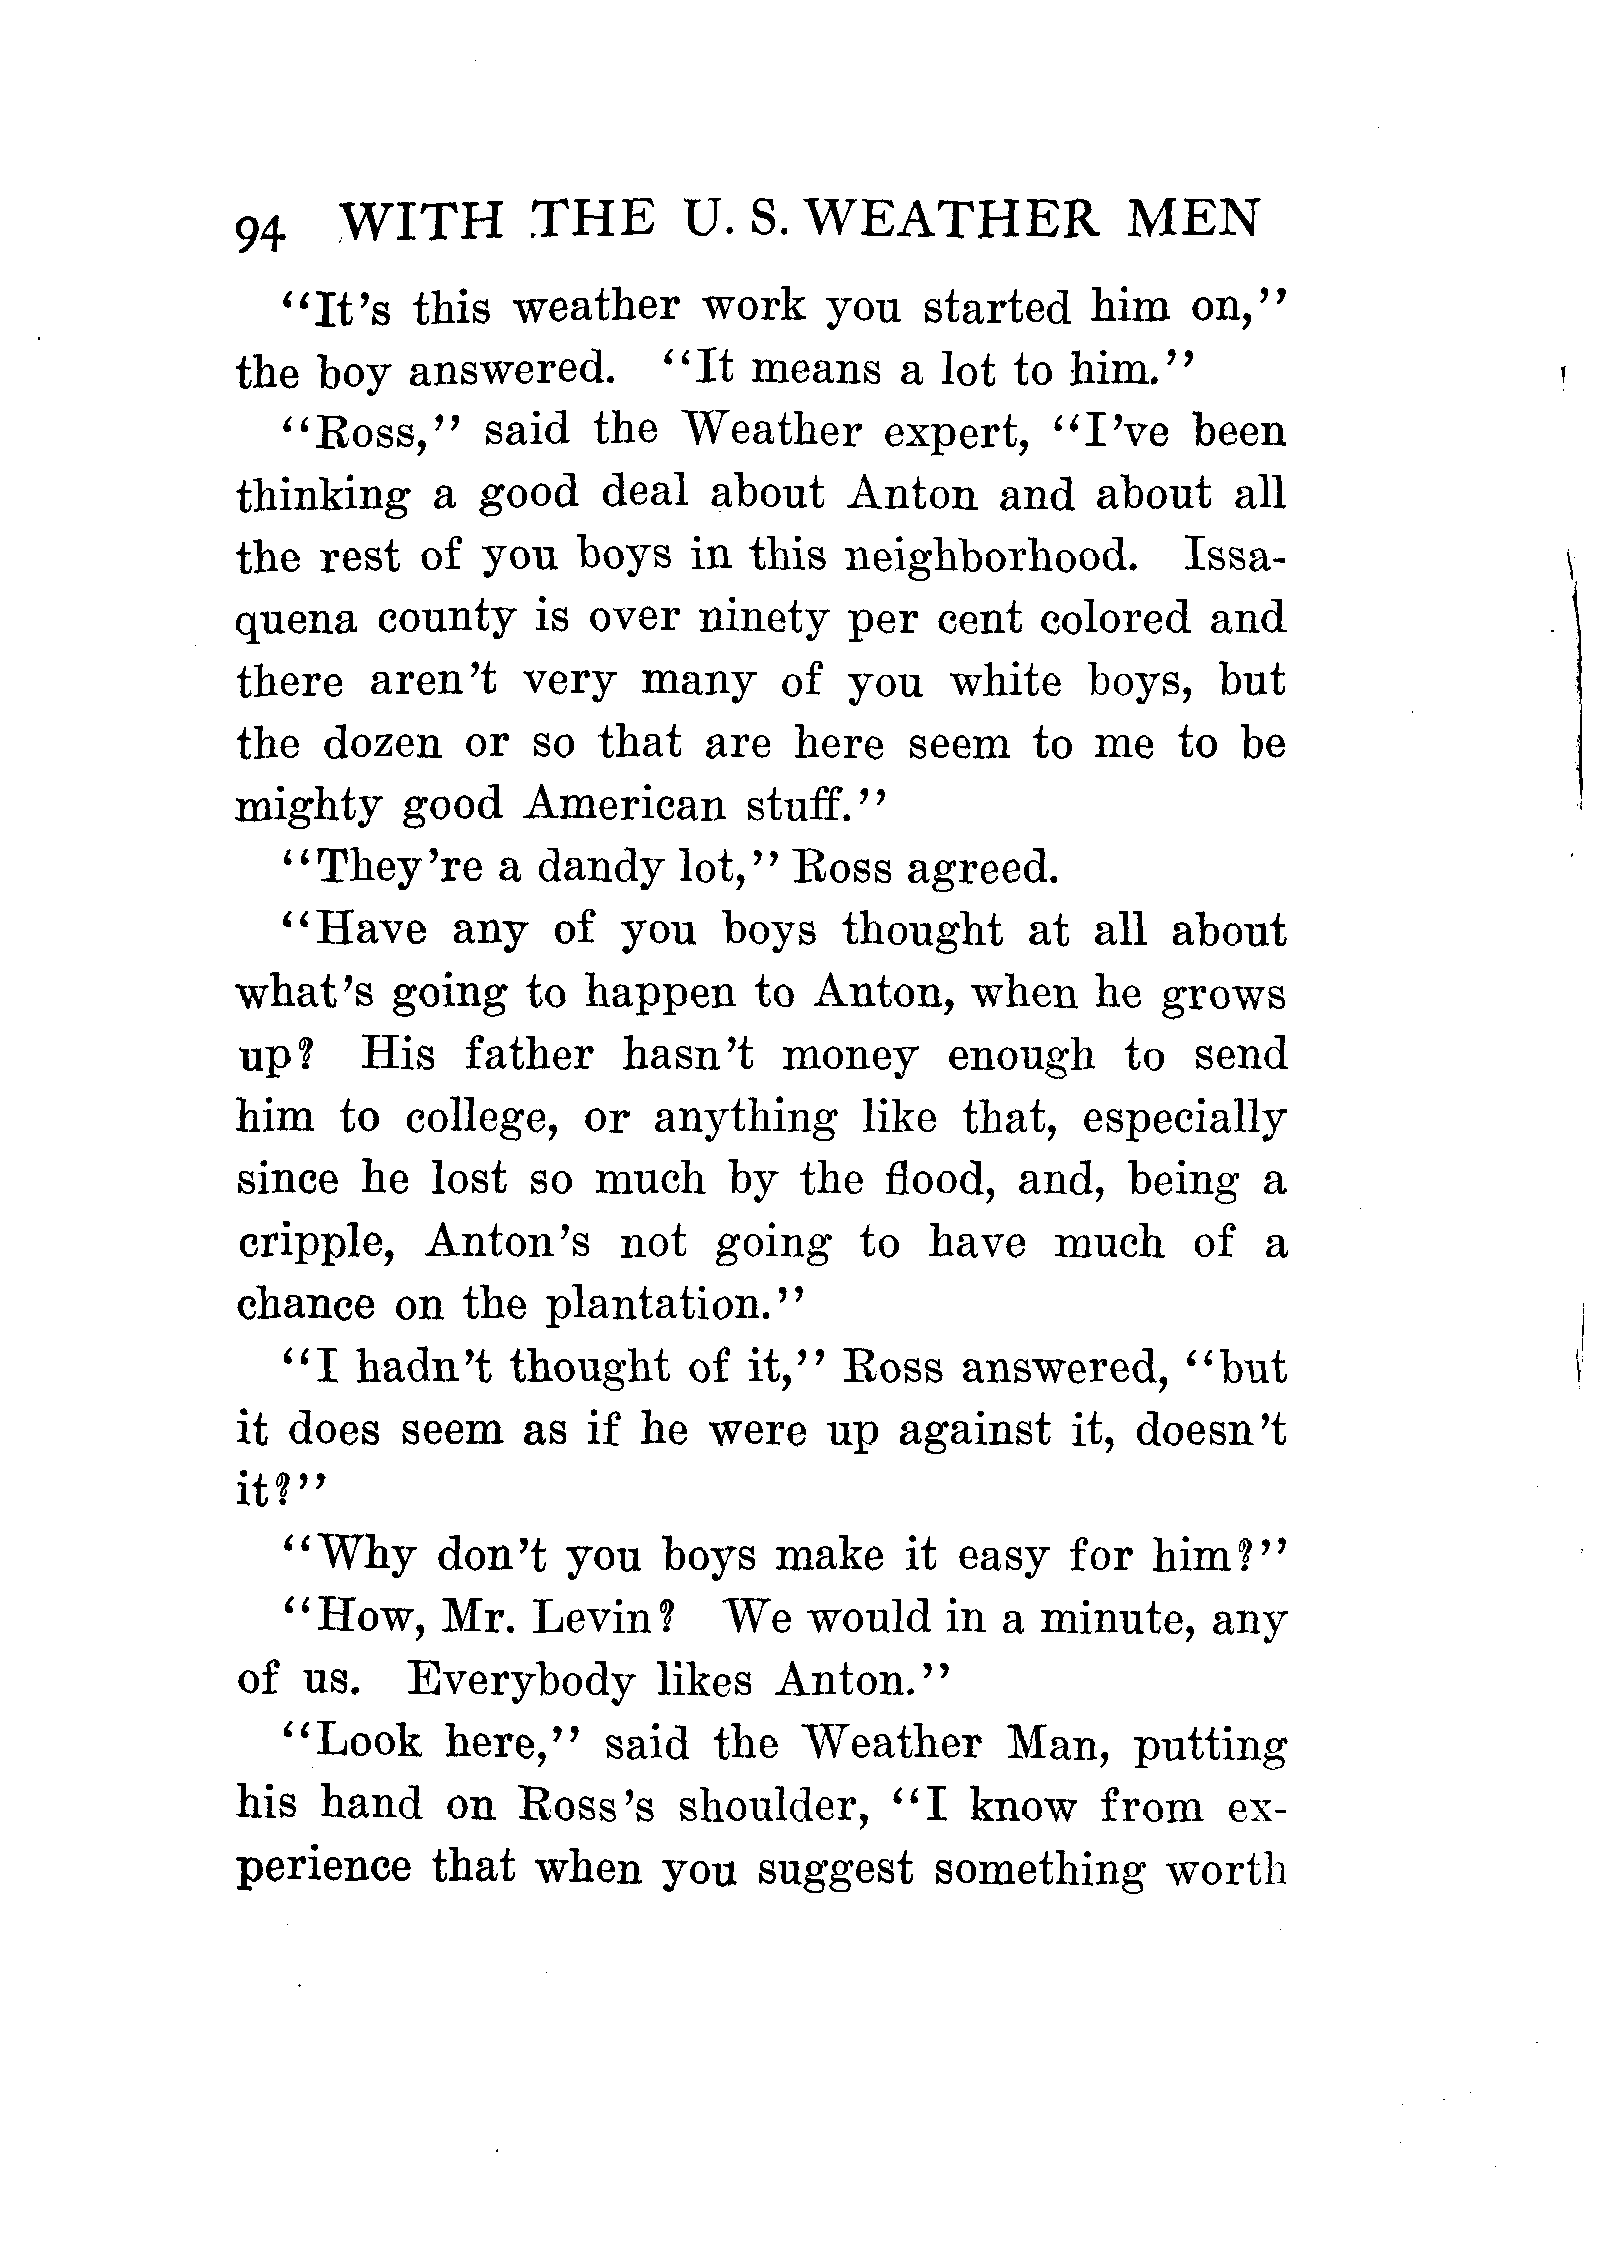 94 WITH THE U. S. WEATHER MEN
"It's this weather work you started him on,"
the boy answered. "It means a lot to him."
"Ross," said the Weather expert, "I've been
thinking a good deal about Anton and about all
the rest of you boys in this neighborhood. Issa-
quena county is over ninety per cent colored and
there aren't very many of you white boys, but
the dozen or so that are here seem to me to be
mighty good American stuff."
"They're a dandy lot," Ross agreed.
"Have any of you boys thought at all about
what's going to happen to Anton, when he grows
up? His father hasn't money enough to send
him to college, or anything like that, especially
since he lost so much by the flood, and, being a
cripple, Anton's not going to have much of a
chance on the plantation."
"I hadn't thought of it," Ross answered, "but
it does seem as if he were up against it, doesn't
it?"
"Why don't you boys make it easy for him?"
"How, Mr. Levin? We would in a minute, any
of us. Everybody likes Anton."
"Look here," said the Weather Man, putting
his hand on Ross's shoulder, "I know from ex-
perience that when you suggest something worth